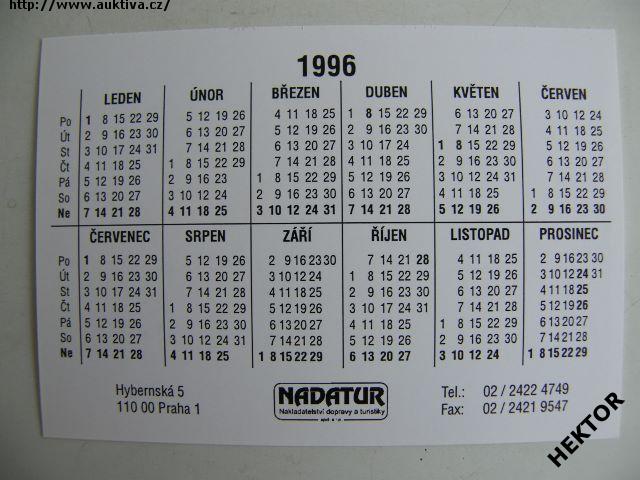 http://www.auktiva.cz/
1996
LEDEN ÚNOR BŘEZEN DUBEN KVĚTEN ČERVEN
Po 1 8 15 22 29 5 12 19 26 4 11 18 25 1 8 15 22 29 6 13 20 27 3 10 12 24
Út 2 9 16 23 30 6 13 20 27 5 12 19 26 2 9 16 23 30 7 14 21 28 4 11 18 25
St 3 10 17 24 31 7 14 21 28 6 13 20 27 3 10 17 24 1 8 15 22 29 5 12 19 26
Čt 4 11 18 25 1 8 15 22 29 7 14 21 28 4 11 18 25 2 9 16 23 30 6 13 20 27
Pá 5 12 19 26 2 9 16 23 1 8 15 22 29 5 12 19 26 3 10 17 24 31 7 14 21 28
So 6 13 20 27 3 10 17 24 2 9 16 23 30 6 13 20 27 4 11 18 25 1 8 15 22 29
Ne 7 14 21 28 4 11 18 25 3 10 17 24 31 7 14 21 28 5 12 19 26 2 9 16 23 30
ČERVENEC SRPEN ZÁŘÍ ŘÍJEN LISTOPAD PROSINEC
Po 1 8 15 22 29 5 12 19 26 2 9 16 23 30 7 14 21 28 4 11 18 25 2 9 16 23 30
Út 2 9 16 23 30 6 13 20 27 3 10 17 24 1 8 15 22 29 5 12 19 26 3 10 17 24 31
St 3 10 17 24 31 7 14 21 28 4 11 18 25 2 9 16 23 30 6 13 20 27 4 11 18 25
Čt 4 11 18 25 1 8 15 22 29 5 12 19 26 3 10 17 24 31 7 14 21 28 5 12 19 26
Pá 5 12 19 26 2 9 16 23 30 6 13 20 27 4 11 18 25 1 8 15 22 29 6 13 20 27
So 6 13 20 27 3 10 17 24 31 7 14 21 28 5 12 19 26 2 9 16 23 30 7 14 21 28
Ne 7 14 21 28 4 11 18 25 1 8 15 22 29 6 13 20 27 3 10 17 24 1 8 15 22 29
Hybernská 5
110 00 Praha 1
NADATUR
Nakladatelství dopravy a turistiky
spol. s r. o.
Tel.: 02 / 2422 4749
Fax: 02 / 2421 9547
HEKTOR